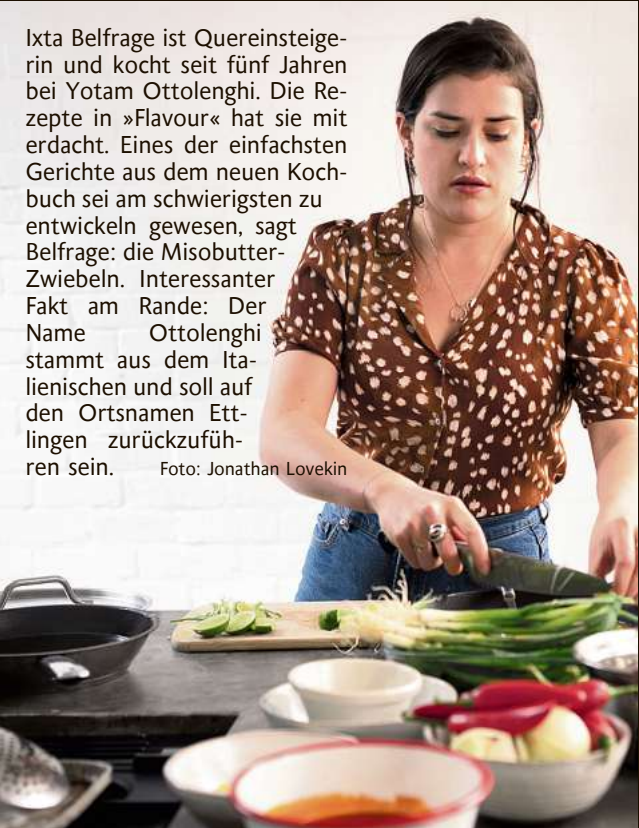 Ixta Belfrage ist Quereinsteige-
rin und kocht seit fünf Jahren
bei Yotam Ottolenghi. Die Re-
zepte in »Flavour« hat sie mit
erdacht. Eines der einfachsten
Gerichte aus dem neuen Koch-
buch sei am schwierigsten zu
entwickeln gewesen, sagt
Belfrage: die Misobutter-
Zwiebeln. Interessanter
Fakt am Rande: Der
Name Ottolenghi
stammt aus dem Ita-
lienischen und soll auf
den Ortsnamen Ett-
lingen zurückzufüh-
ren sein. Foto: Jonathan Lovekin